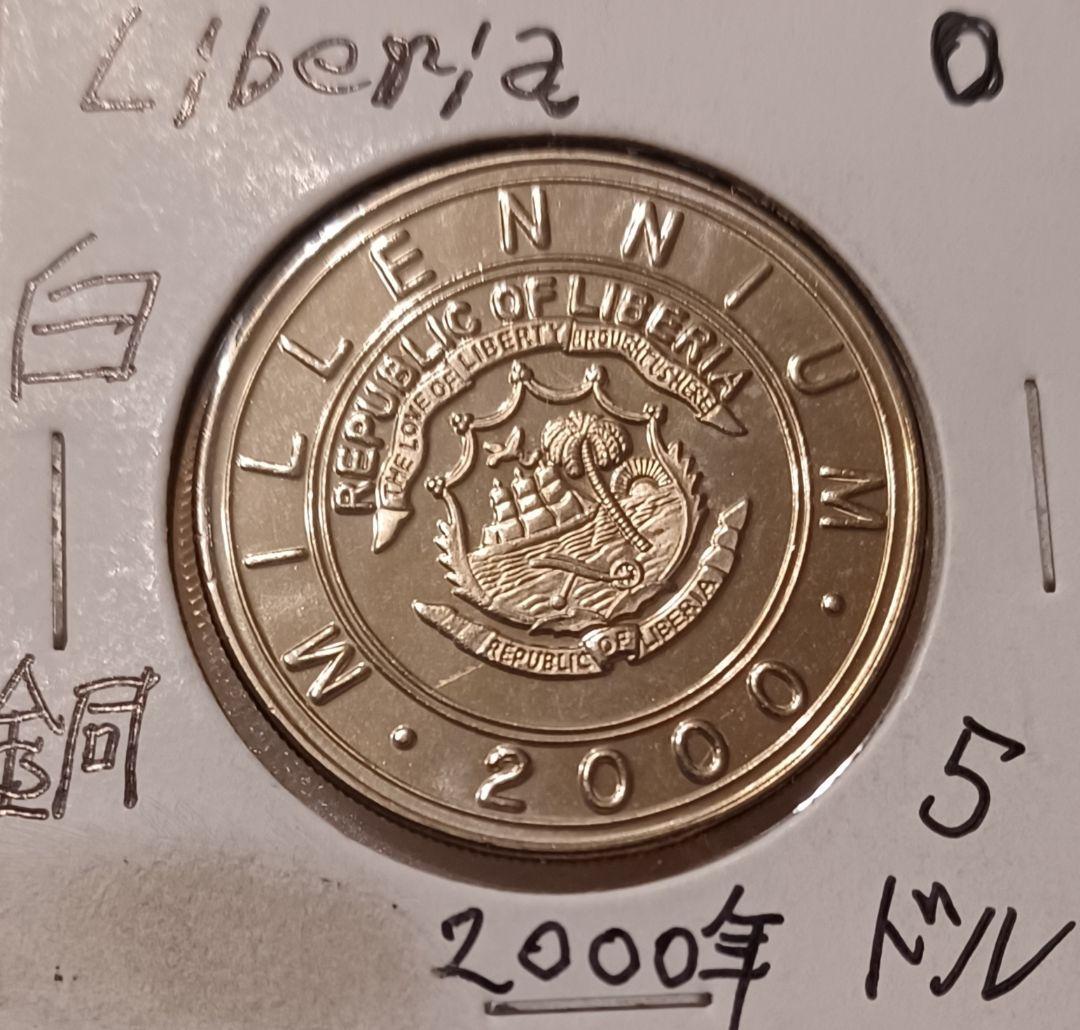 Liberia
0
MILLENNIUM · 2000 ·
REPUBLIC OF LIBERIA
THE LOVE OF LIBERTY BROUGHT US HERE
REPUBLIC OF LIBERIA
白
銅
5
ドル
2000年